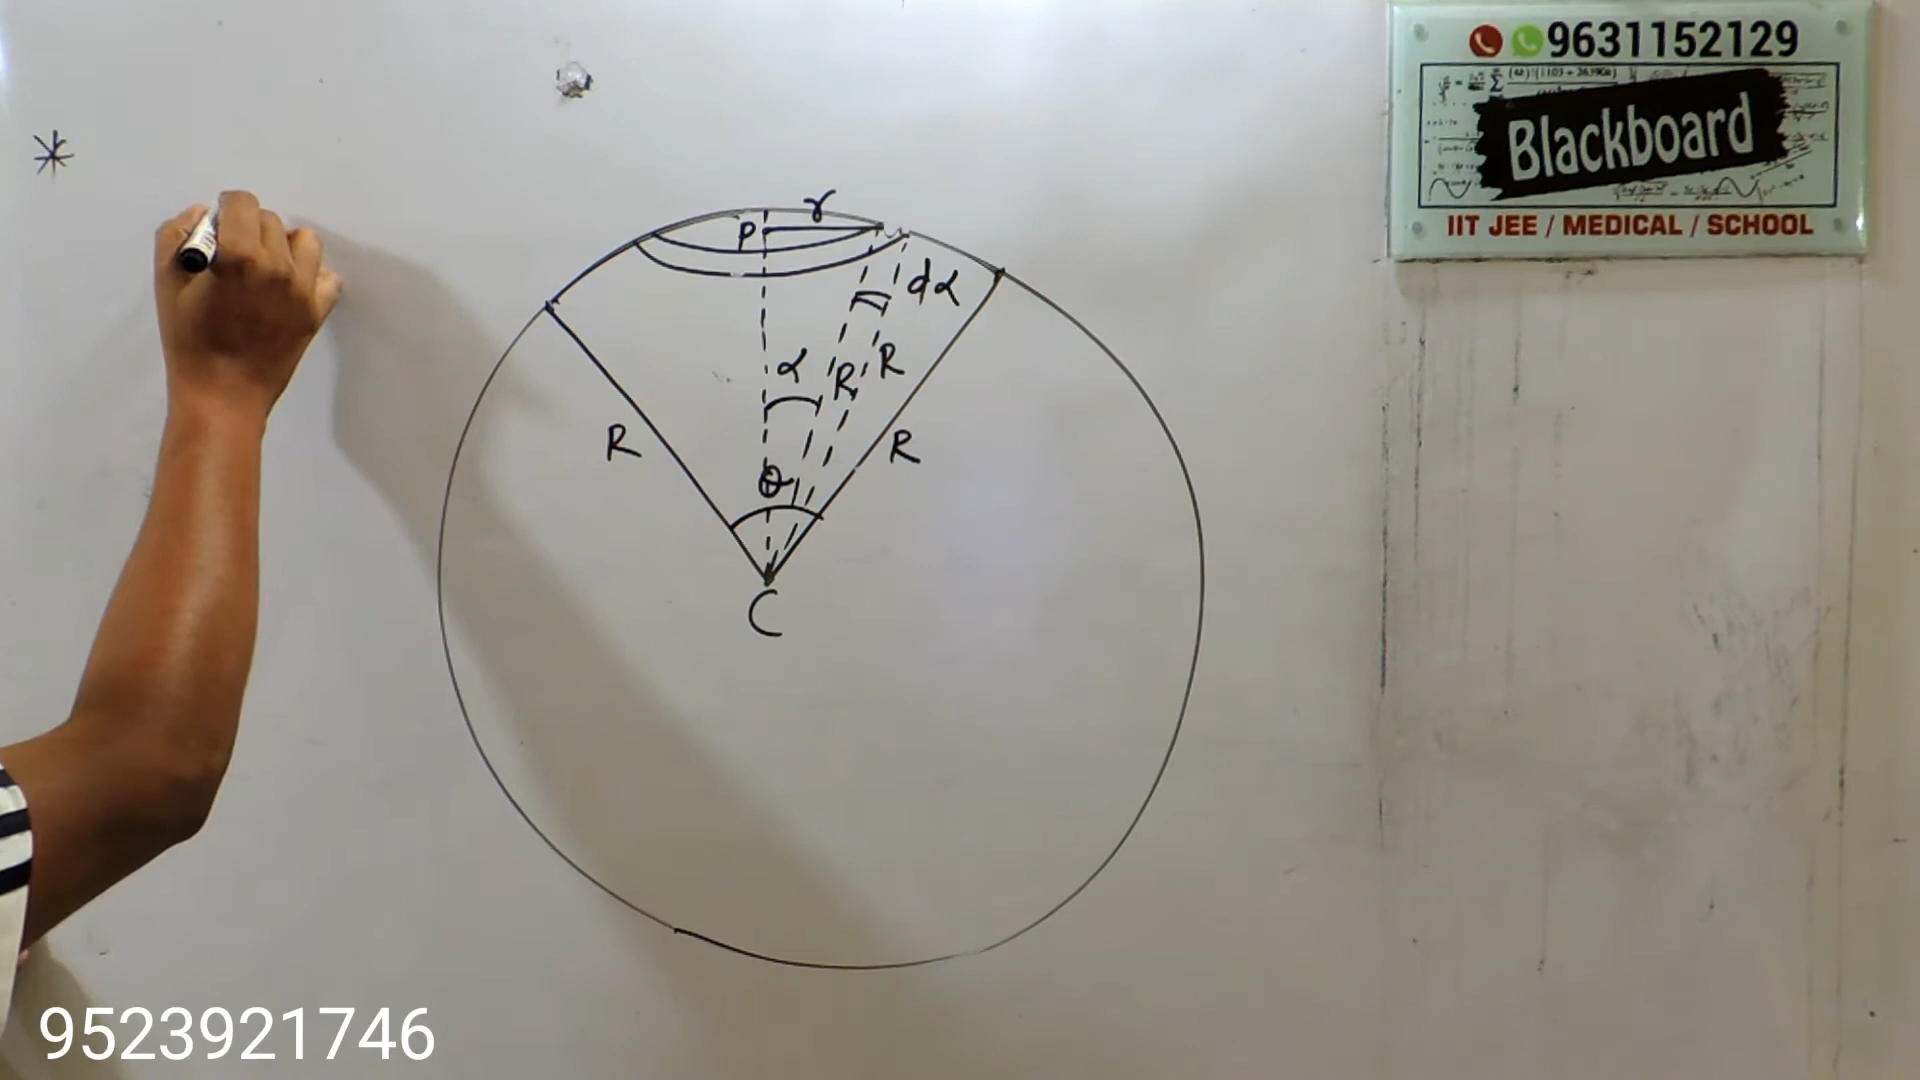 9631152129
Blackboard
IIT JEE / MEDICAL / SCHOOL
*
r
P
dα
α
R
R
R
R
θ
C
9523921746